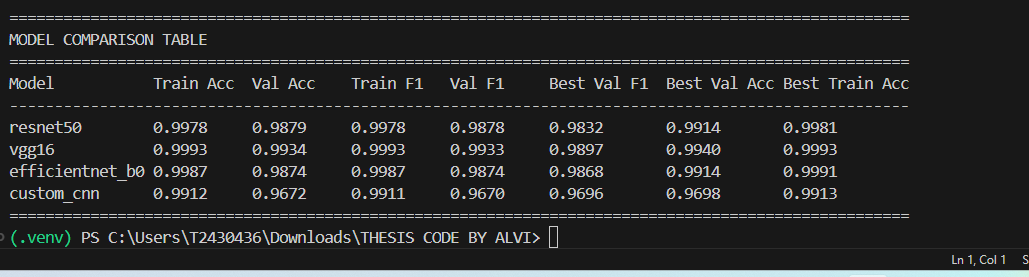 ====================================================================================================
MODEL COMPARISON TABLE
====================================================================================================
Model           Train Acc  Val Acc    Train F1   Val F1     Best Val F1  Best Val Acc Best Train Acc
----------------------------------------------------------------------------------------------------
resnet50        0.9978     0.9879     0.9978     0.9878     0.9832       0.9914       0.9981
vgg16           0.9993     0.9934     0.9993     0.9933     0.9897       0.9940       0.9993
efficientnet_b0 0.9987     0.9874     0.9987     0.9874     0.9868       0.9914       0.9991
custom_cnn      0.9912     0.9672     0.9911     0.9670     0.9696       0.9698       0.9913
====================================================================================================
(.venv) PS C:\Users\T2430436\Downloads\THESIS CODE BY ALVI>
Ln 1, Col 1